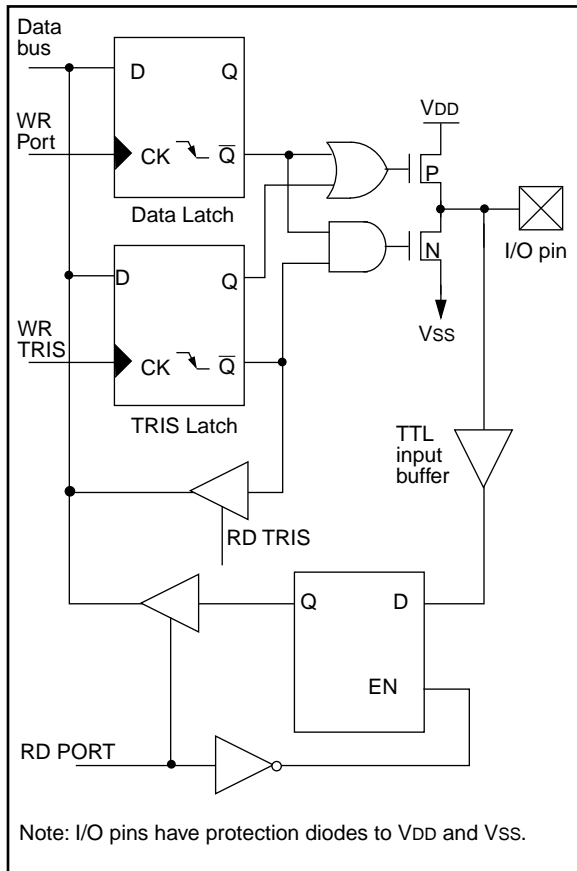 Data
bus
D
Q
WR
Port
CK
Q
VDD
P
Data Latch
N
I/O pin
D
Q
VSS
WR
TRIS
CK
Q
TRIS Latch
TTL
input
buffer
RD TRIS
Q
D
EN
RD PORT
Note: I/O pins have protection diodes to VDD and VSS.